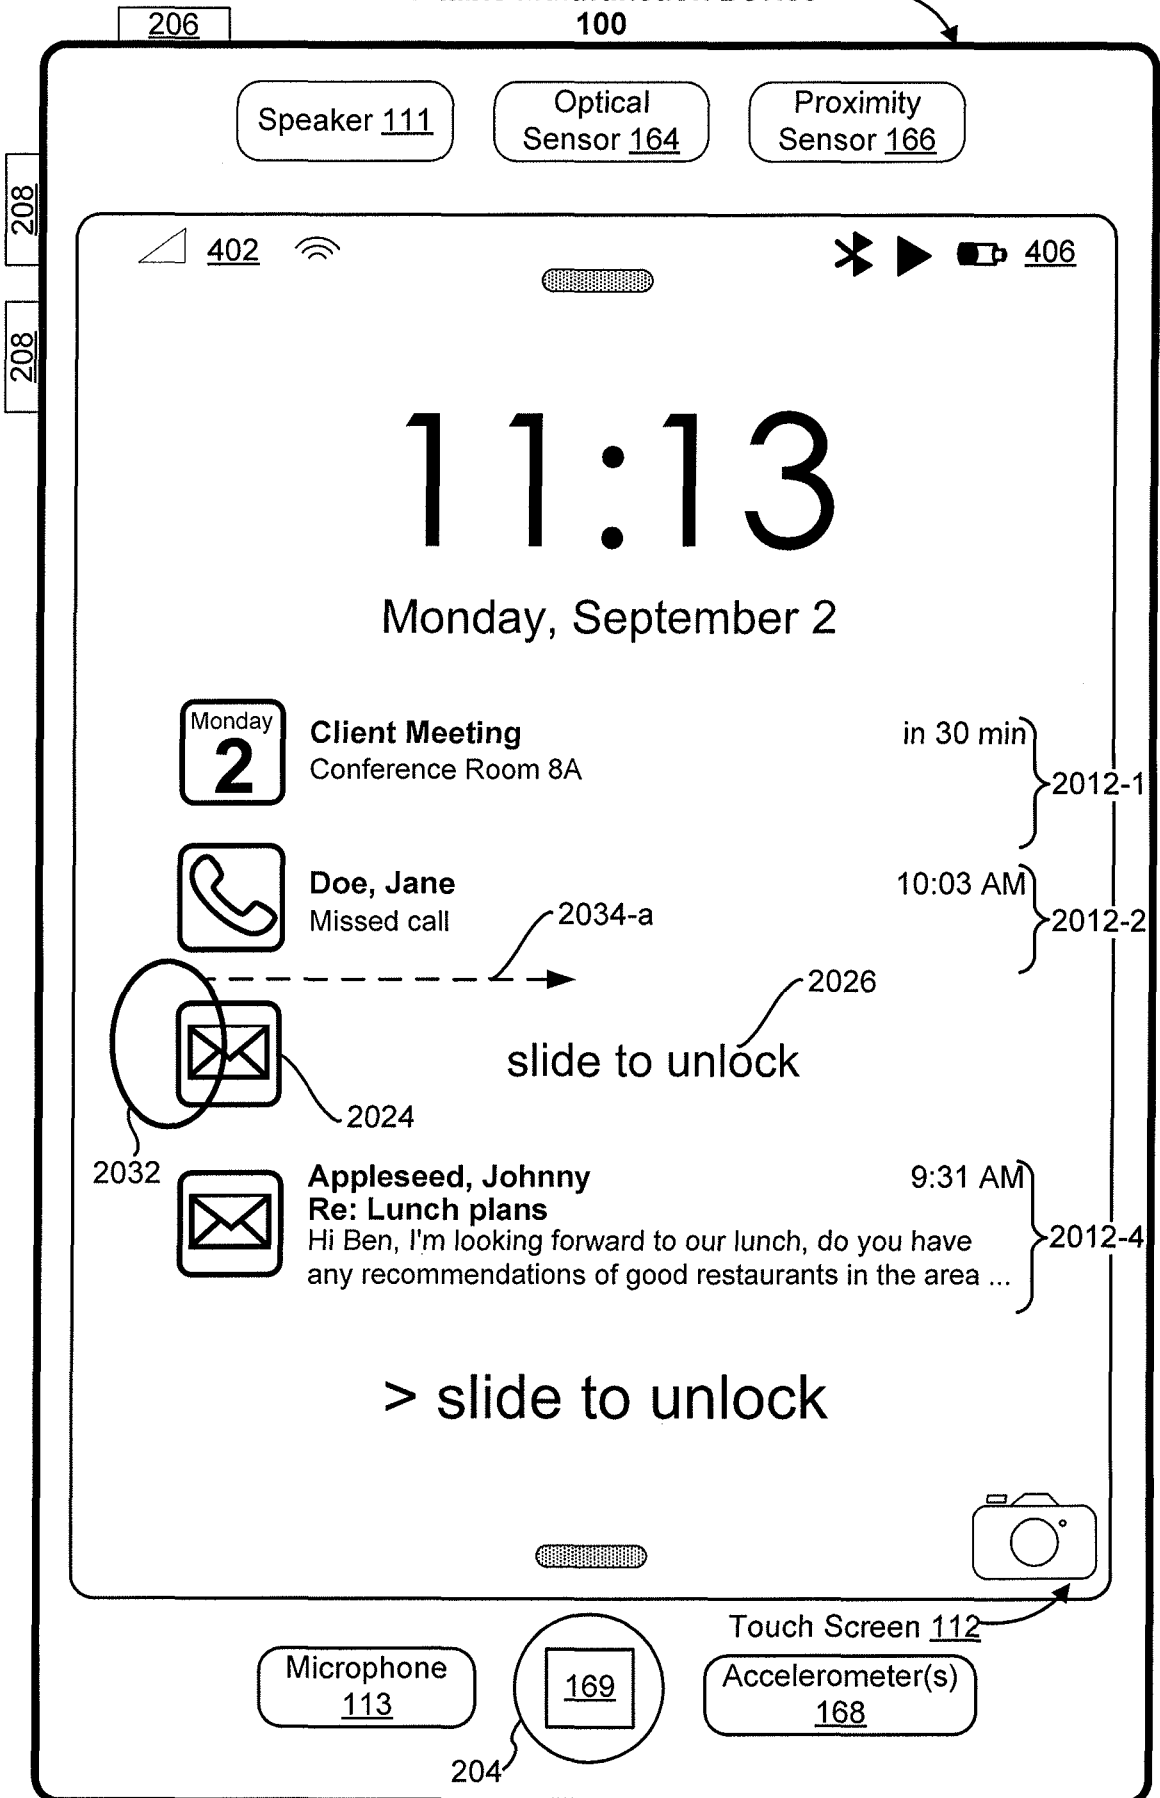 206
100
Speaker 111
Optical
Sensor 164
Proximity
Sensor 166
208
402
406
208
11:13
Monday, September 2
Monday
2
Client Meeting
Conference Room 8A
in 30 min
2012-1
Doe, Jane
Missed call
10:03 AM
2012-2
2034-a
2026
slide to unlock
2024
2032
Appleseed, Johnny
Re: Lunch plans
Hi Ben, I'm looking forward to our lunch, do you have
any recommendations of good restaurants in the area ...
9:31 AM
2012-4
> slide to unlock
Touch Screen 112
Microphone
113
169
Accelerometer(s)
168
204